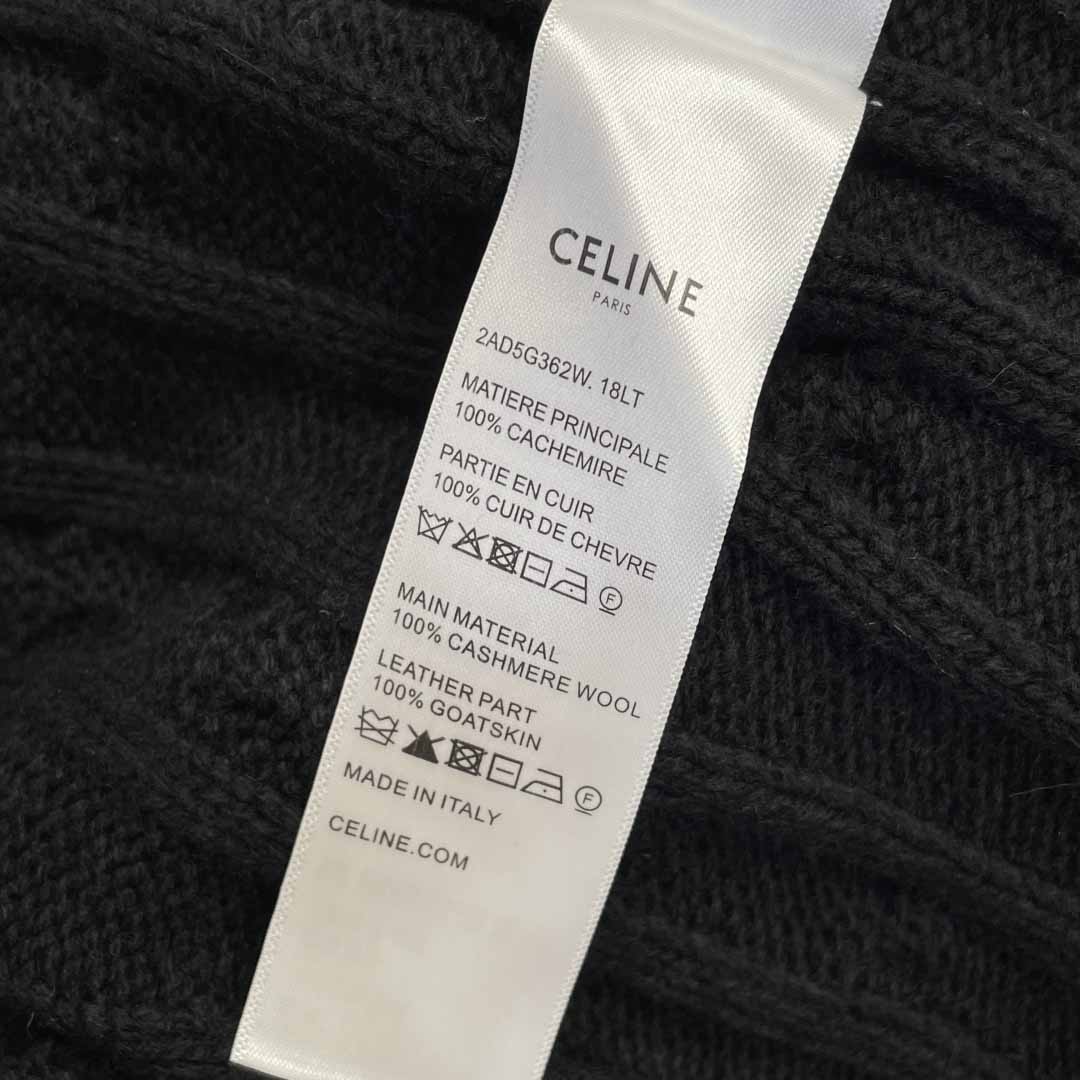 CELINE
PARIS
2AD5G362W. 18LT
MATIERE PRINCIPALE
100% CACHEMIRE
PARTIE EN CUIR
100% CUIR DE CHEVRE
F
MAIN MATERIAL
100% CASHMERE WOOL
LEATHER PART
100% GOATSKIN
F
MADE IN ITALY
CELINE.COM